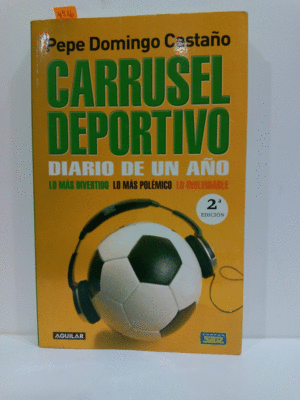 Pepe Domingo Castaño
CARRUSEL
DEPORTIVO
DIARIO DE UN AÑO
LO MÁS DIVERTIDO LO MÁS POLÉMICO LO INOLVIDABLE
2ª
EDICIÓN
AGUILAR